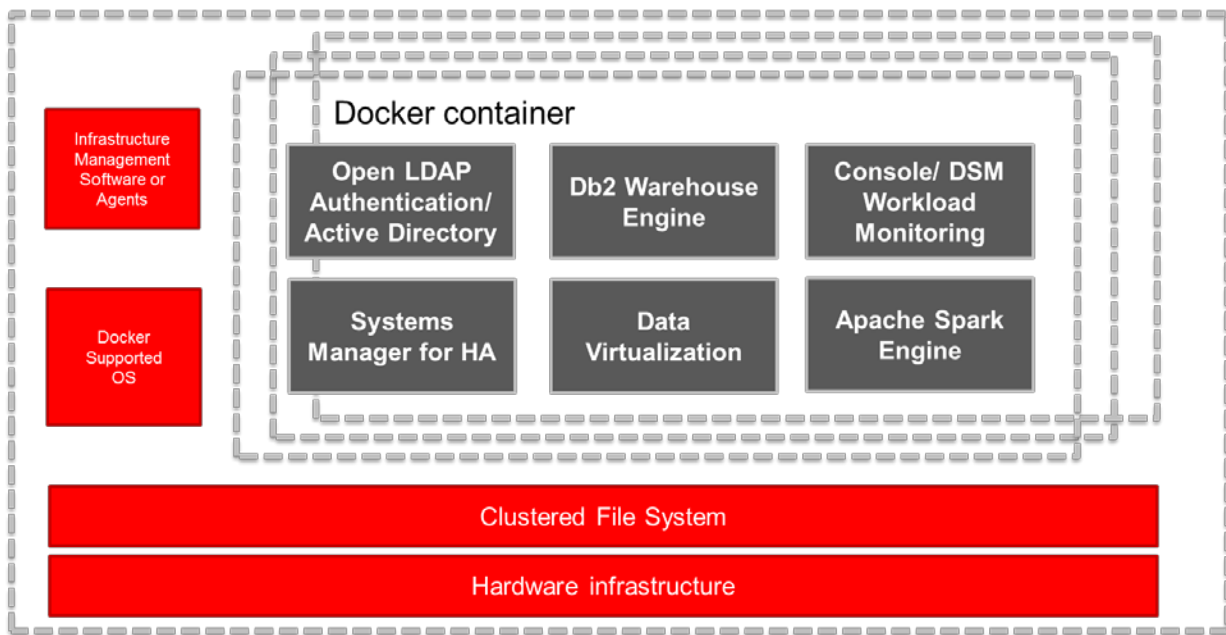 Docker container
Infrastructure
Management
Software or
Agents
Open LDAP
Authentication/
Active Directory
Db2 Warehouse
Engine
Console/ DSM
Workload
Monitoring
Docker
Supported
OS
Systems
Manager for HA
Data
Virtualization
Apache Spark
Engine
Clustered File System
Hardware infrastructure